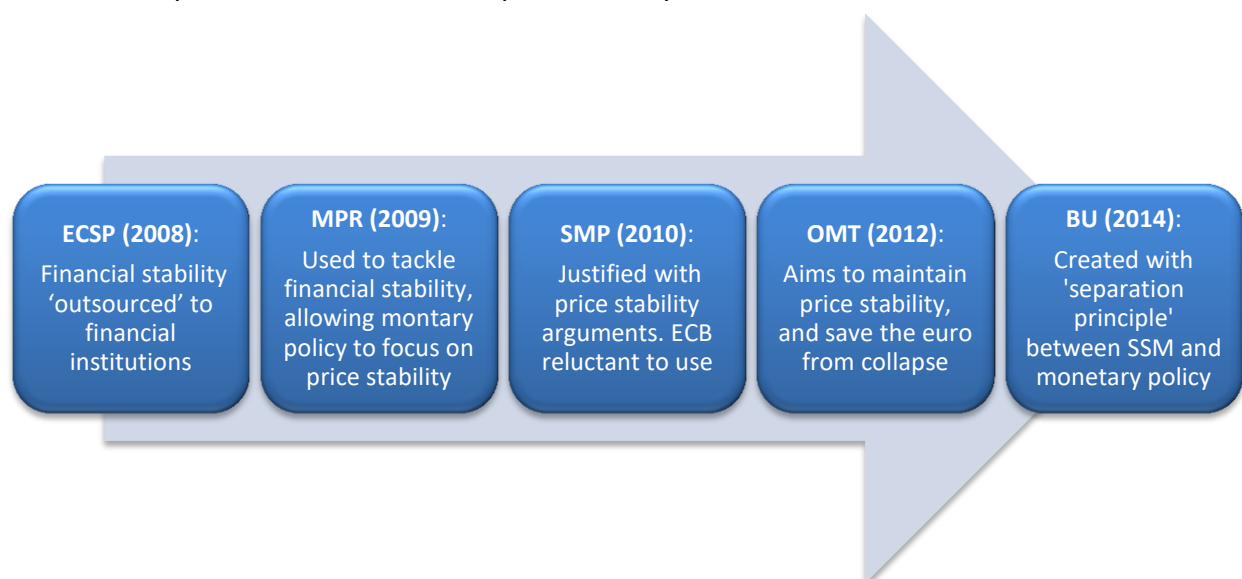 ECSP (2008):
Financial stability
‘outsourced’ to
financial
institutions
MPR (2009):
Used to tackle
financial stability,
allowing montary
policy to focus on
price stability
SMP (2010):
Justified with
price stability
arguments. ECB
reluctant to use
OMT (2012):
Aims to maintain
price stability,
and save the euro
from collapse
BU (2014):
Created with
'separation
principle'
between SSM and
monetary policy